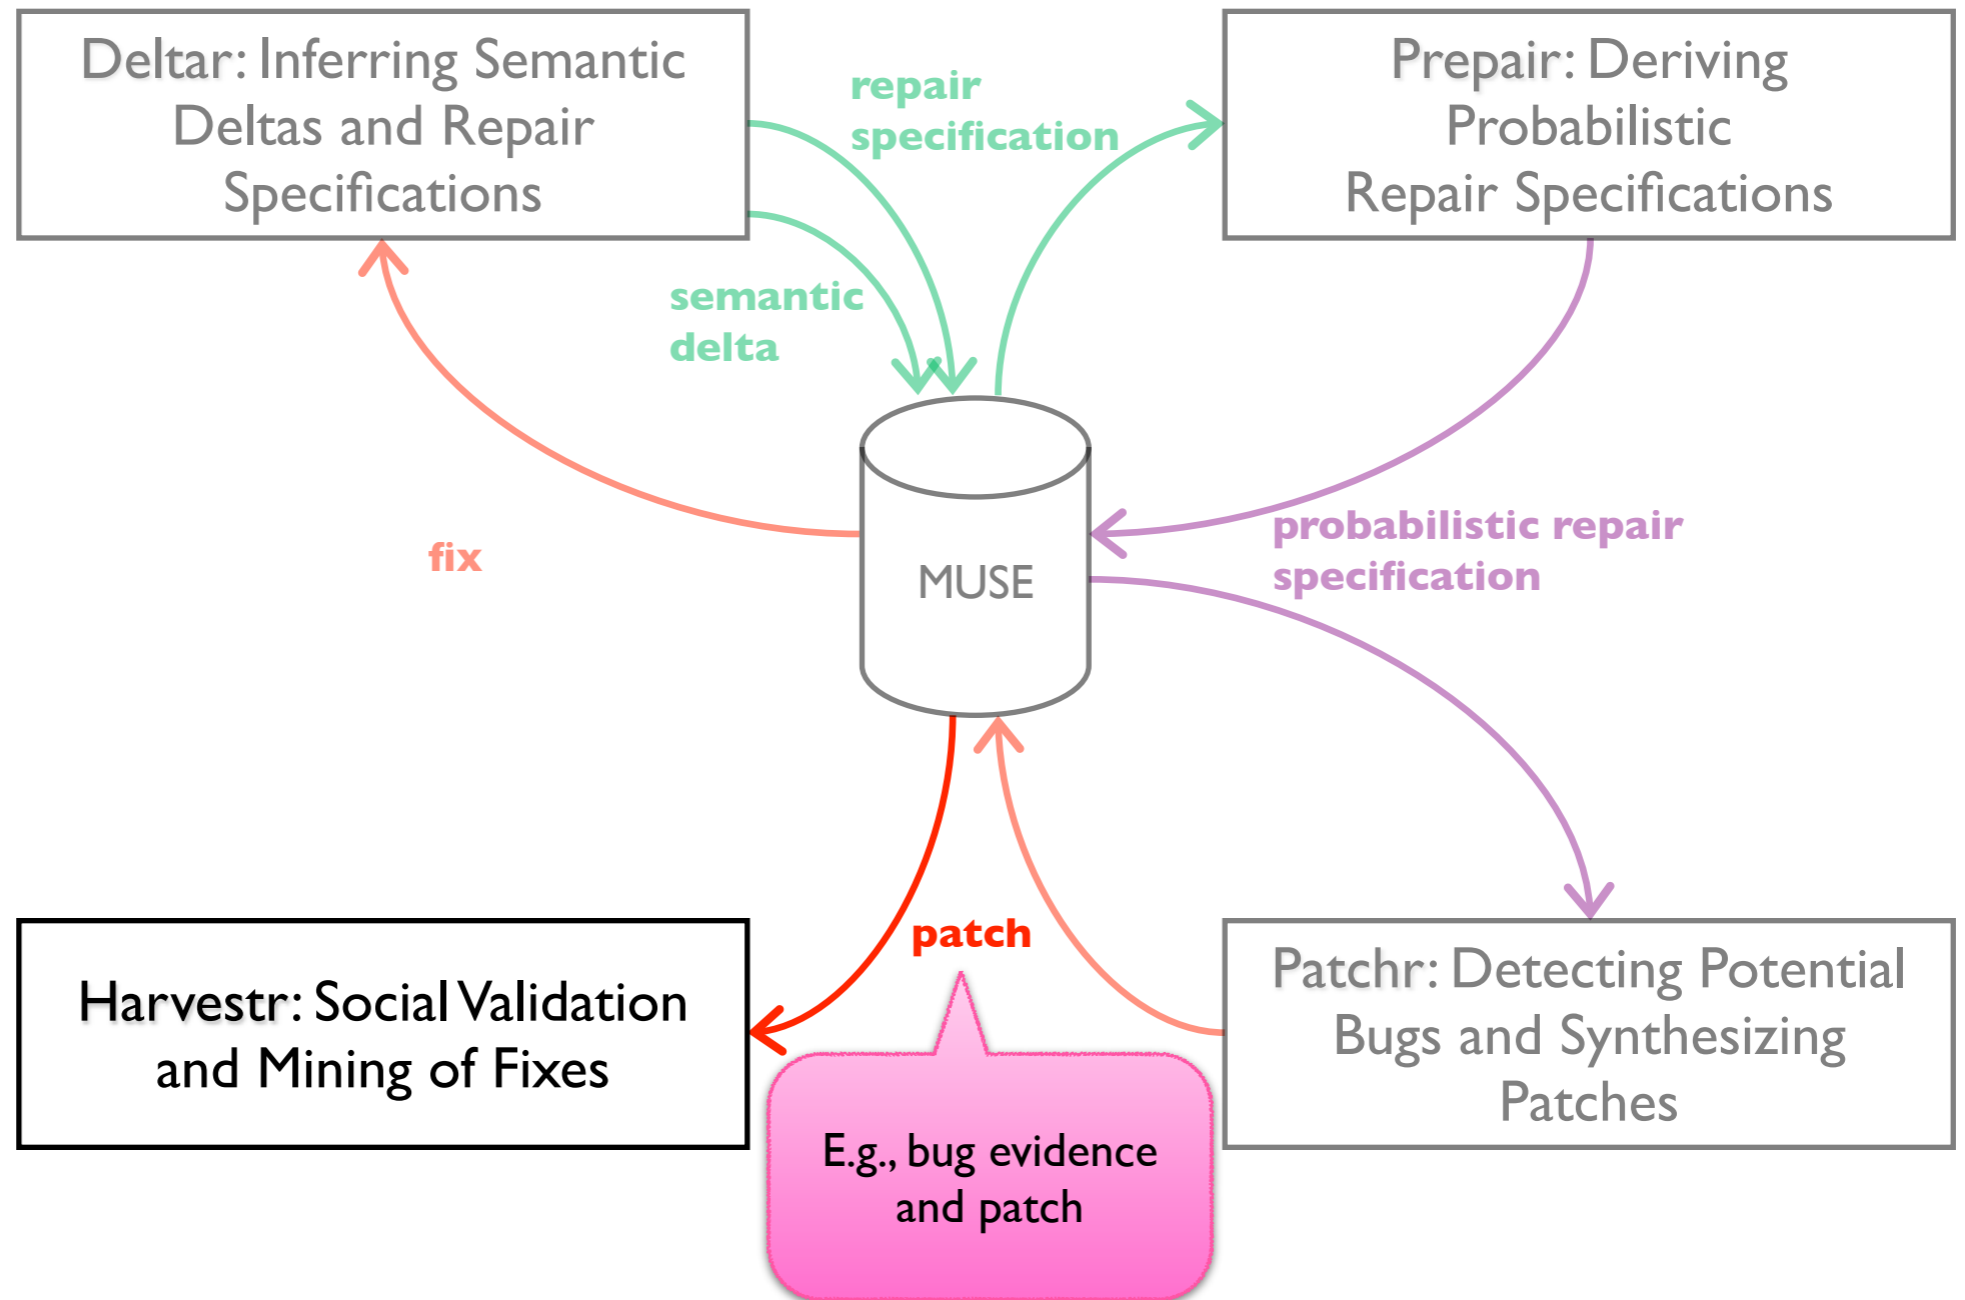 Deltar: Inferring Semantic
Deltas and Repair
Specifications
repair
specification
Prepair: Deriving
Probabilistic
Repair Specifications
semantic
delta
fix
MUSE
probabilistic repair
specification
patch
Harvestr: Social Validation
and Mining of Fixes
E.g., bug evidence
and patch
Patchr: Detecting Potential
Bugs and Synthesizing
Patches